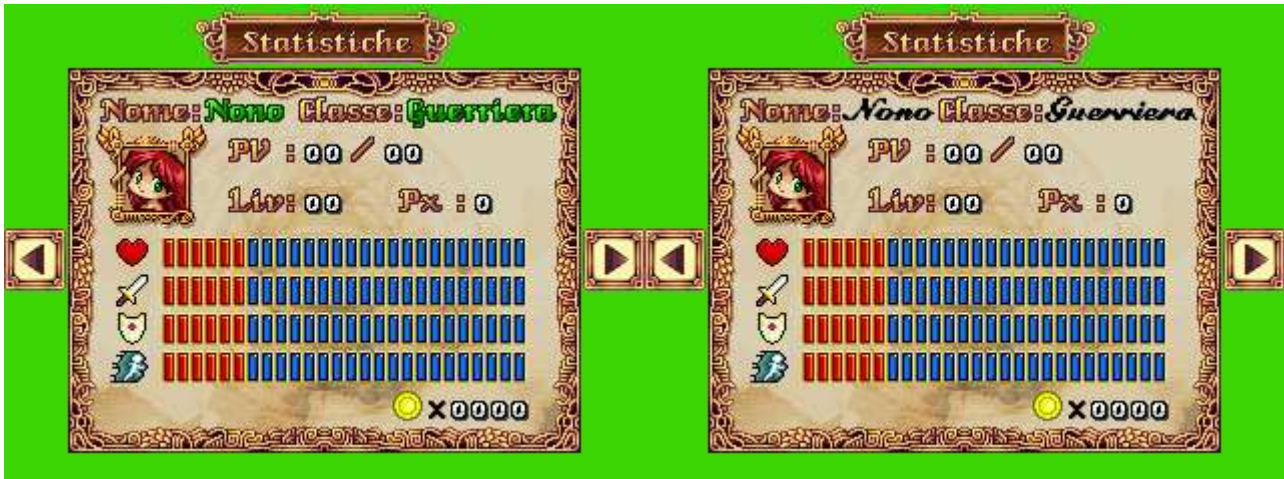 Statistiche
Nome: Nono Classe: Guerriera
PV : 00 / 00
Liv: 00 Px : 0
x0000
Statistiche
Nome: Nono Classe: Guerriera
PV : 00 / 00
Liv: 00 Px : 0
x0000